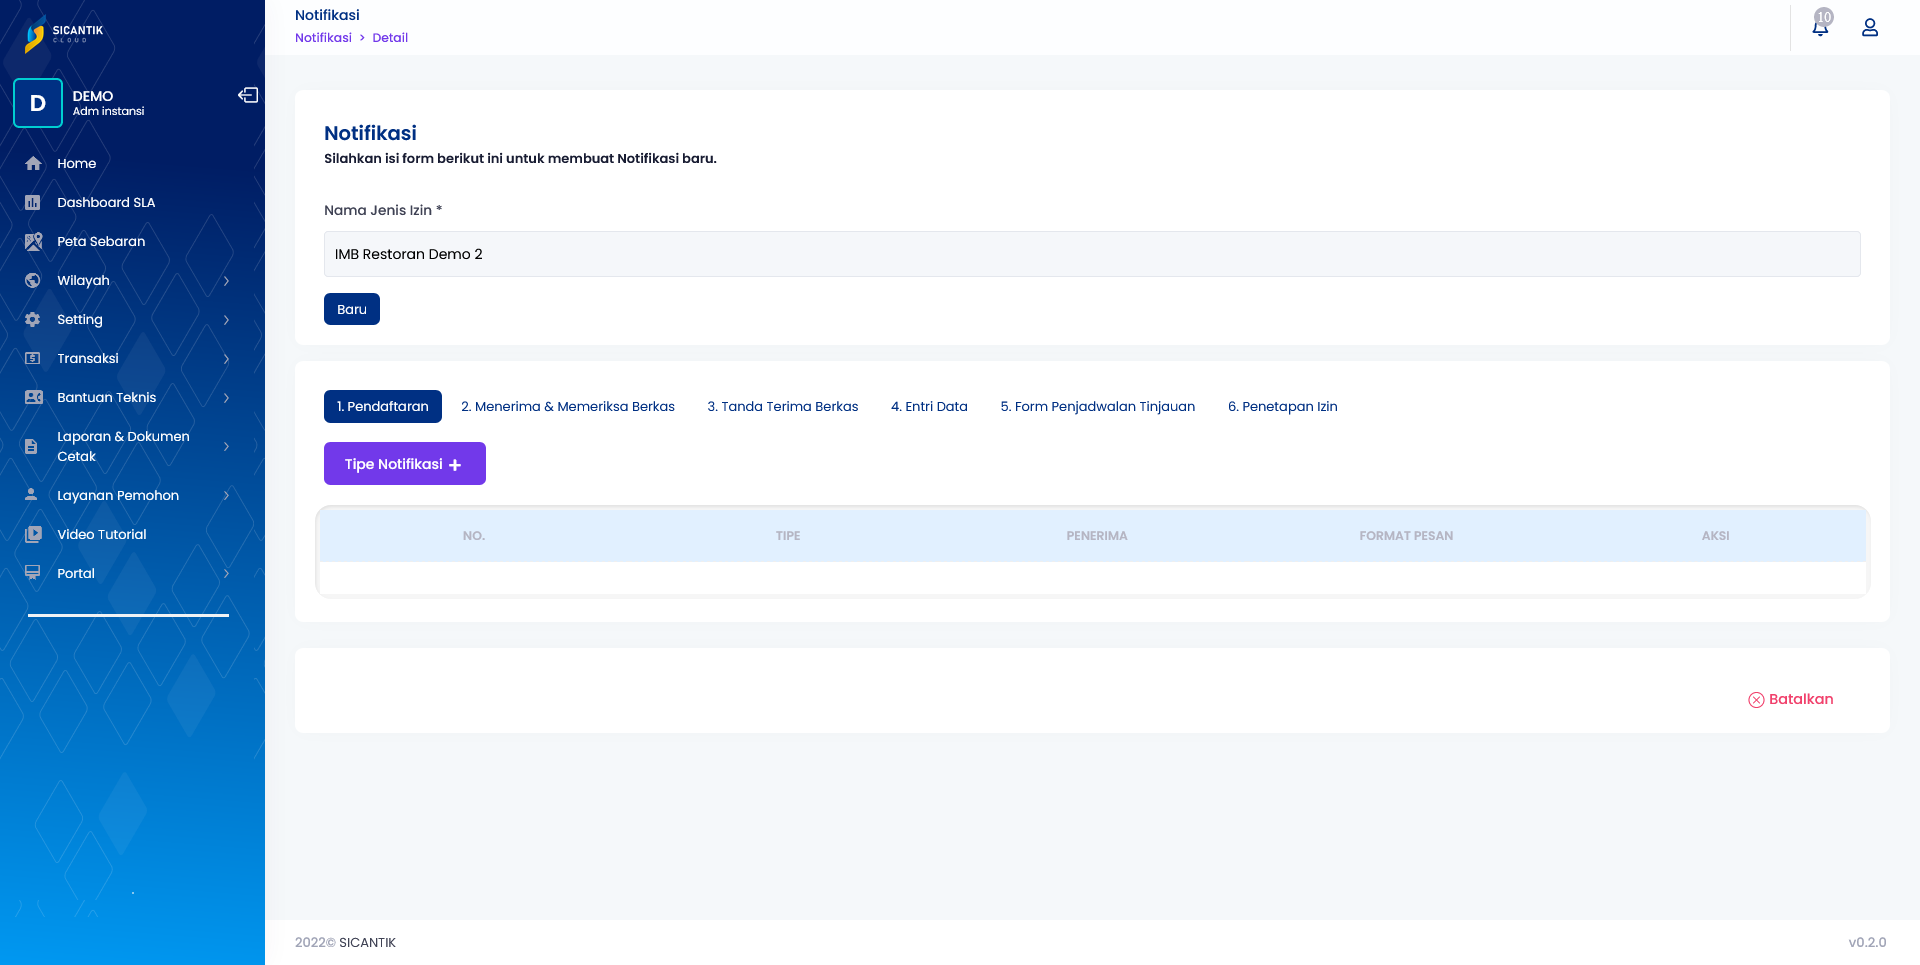 SICANTIK
CLOUD
D
DEMO
Adm instansi
Home
Dashboard SLA
Peta Sebaran
Wilayah
Setting
Transaksi
Bantuan Teknis
Laporan & Dokumen
Cetak
Layanan Pemohon
Video Tutorial
Portal
Notifikasi
Notifikasi > Detail
10
Notifikasi
Silahkan isi form berikut ini untuk membuat Notifikasi baru.
Nama Jenis Izin *
IMB Restoran Demo 2
Baru
1. Pendaftaran 2. Menerima & Memeriksa Berkas 3. Tanda Terima Berkas 4. Entri Data 5. Form Penjadwalan Tinjauan 6. Penetapan Izin
Tipe Notifikasi +
NO. TIPE PENERIMA FORMAT PESAN AKSI
Batalkan
2022© SICANTIK v0.2.0